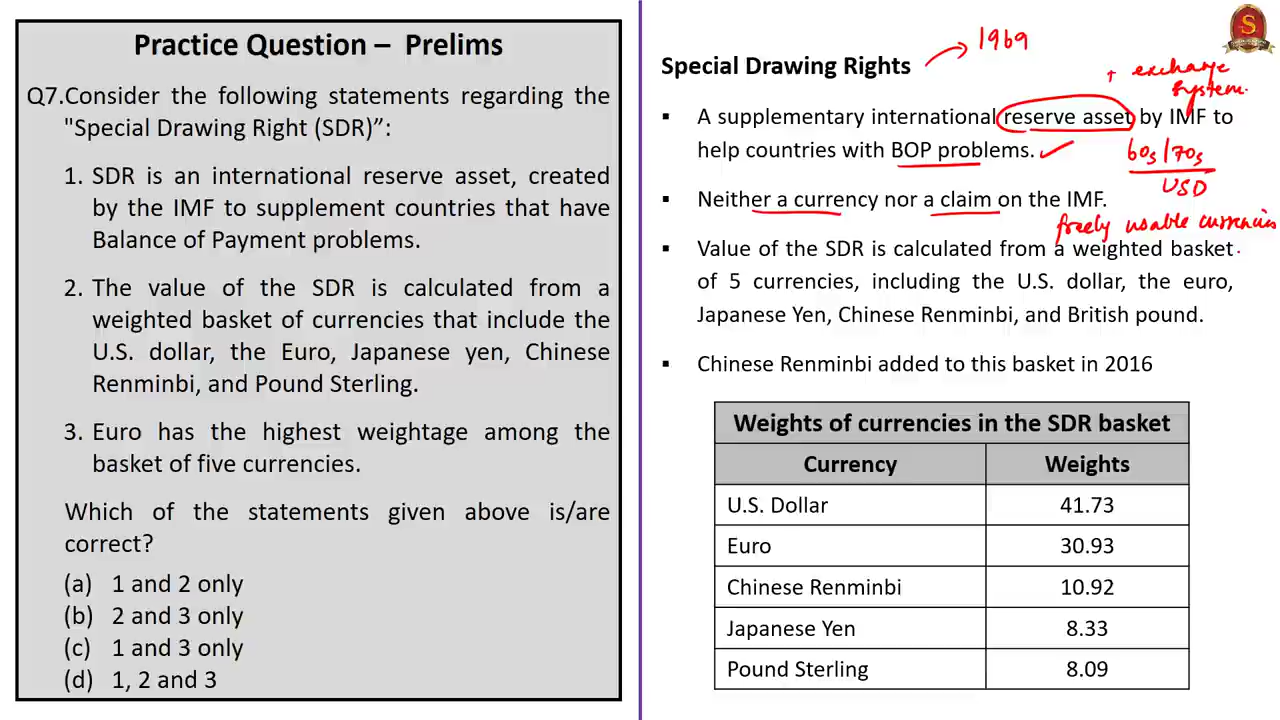 Practice Question – Prelims
Q7.Consider the following statements regarding the
"Special Drawing Right (SDR)”:
1. SDR is an international reserve asset, created
by the IMF to supplement countries that have
Balance of Payment problems.
2. The value of the SDR is calculated from a
weighted basket of currencies that include the
U.S. dollar, the Euro, Japanese yen, Chinese
Renminbi, and Pound Sterling.
3. Euro has the highest weightage among the
basket of five currencies.
Which of the statements given above is/are
correct?
(a) 1 and 2 only
(b) 2 and 3 only
(c) 1 and 3 only
(d) 1, 2 and 3
1969
Special Drawing Rights
exchange
system.
▪ A supplementary international reserve asset by IMF to
help countries with BOP problems.
60s/70s
USD
▪ Neither a currency nor a claim on the IMF.
freely usable currencies
▪ Value of the SDR is calculated from a weighted basket
of 5 currencies, including the U.S. dollar, the euro,
Japanese Yen, Chinese Renminbi, and British pound.
▪ Chinese Renminbi added to this basket in 2016
Weights of currencies in the SDR basket
Currency Weights
U.S. Dollar 41.73
Euro 30.93
Chinese Renminbi 10.92
Japanese Yen 8.33
Pound Sterling 8.09